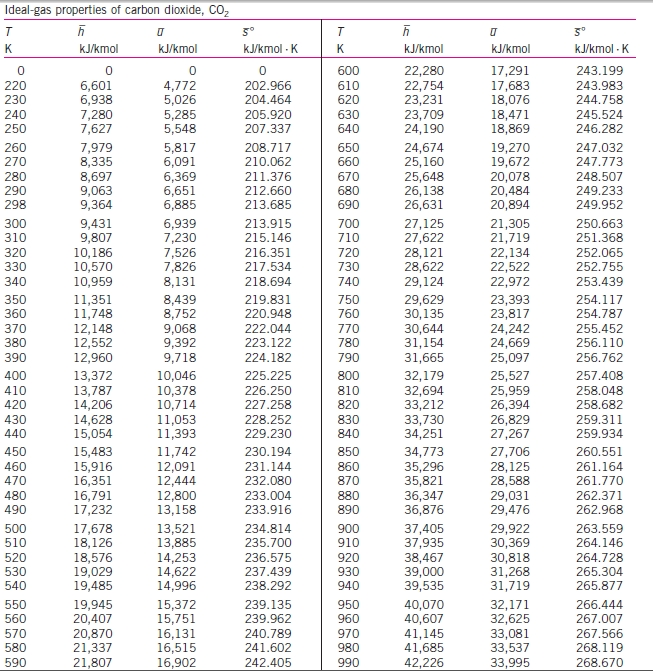 Ideal-gas properties of carbon dioxide, CO₂
T h̄ ū s̄° T h̄ ū s̄°
K kJ/kmol kJ/kmol kJ/kmol · K K kJ/kmol kJ/kmol kJ/kmol · K
0 0 0 0 600 22,280 17,291 243.199
220 6,601 4,772 202.966 610 22,754 17,683 243.983
230 6,938 5,026 204.464 620 23,231 18,076 244.758
240 7,280 5,285 205.920 630 23,709 18,471 245.524
250 7,627 5,548 207.337 640 24,190 18,869 246.282
260 7,979 5,817 208.717 650 24,674 19,270 247.032
270 8,335 6,091 210.062 660 25,160 19,672 247.773
280 8,697 6,369 211.376 670 25,648 20,078 248.507
290 9,063 6,651 212.660 680 26,138 20,484 249.233
298 9,364 6,885 213.685 690 26,631 20,894 249.952
300 9,431 6,939 213.915 700 27,125 21,305 250.663
310 9,807 7,230 215.146 710 27,622 21,719 251.368
320 10,186 7,526 216.351 720 28,121 22,134 252.065
330 10,570 7,826 217.534 730 28,622 22,522 252.755
340 10,959 8,131 218.694 740 29,124 22,972 253.439
350 11,351 8,439 219.831 750 29,629 23,393 254.117
360 11,748 8,752 220.948 760 30,135 23,817 254.787
370 12,148 9,068 222.044 770 30,644 24,242 255.452
380 12,552 9,392 223.122 780 31,154 24,669 256.110
390 12,960 9,718 224.182 790 31,665 25,097 256.762
400 13,372 10,046 225.225 800 32,179 25,527 257.408
410 13,787 10,378 226.250 810 32,694 25,959 258.048
420 14,206 10,714 227.258 820 33,212 26,394 258.682
430 14,628 11,053 228.252 830 33,730 26,829 259.311
440 15,054 11,393 229.230 840 34,251 27,267 259.934
450 15,483 11,742 230.194 850 34,773 27,706 260.551
460 15,916 12,091 231.144 860 35,296 28,125 261.164
470 16,351 12,444 232.080 870 35,821 28,588 261.770
480 16,791 12,800 233.004 880 36,347 29,031 262.371
490 17,232 13,158 233.916 890 36,876 29,476 262.968
500 17,678 13,521 234.814 900 37,405 29,922 263.559
510 18,126 13,885 235.700 910 37,935 30,369 264.146
520 18,576 14,253 236.575 920 38,467 30,818 264.728
530 19,029 14,622 237.439 930 39,000 31,268 265.304
540 19,485 14,996 238.292 940 39,535 31,719 265.877
550 19,945 15,372 239.135 950 40,070 32,171 266.444
560 20,407 15,751 239.962 960 40,607 32,625 267.007
570 20,870 16,131 240.789 970 41,145 33,081 267.566
580 21,337 16,515 241.602 980 41,685 33,537 268.119
590 21,807 16,902 242.405 990 42,226 33,995 268.670